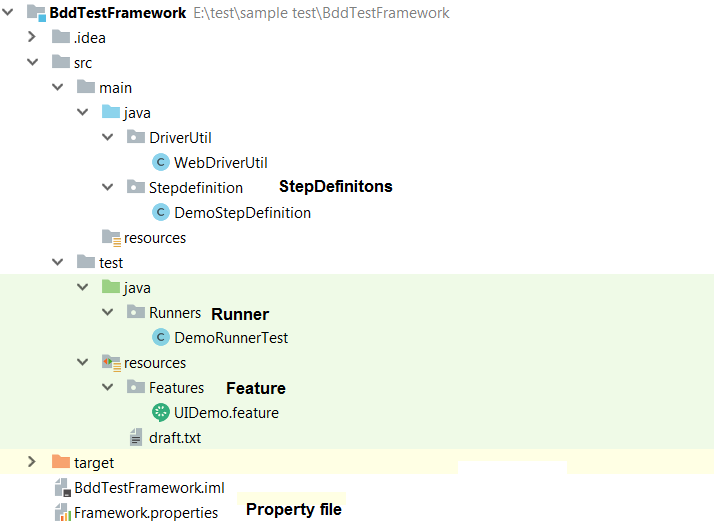 BddTestFramework E:\test\sample test\BddTestFramework
.idea
src
main
java
DriverUtil
WebDriverUtil
Stepdefinition StepDefinitons
DemoStepDefinition
resources
test
java
Runners Runner
DemoRunnerTest
resources
Features Feature
UIDemo.feature
draft.txt
target
BddTestFramework.iml
Framework.properties Property file